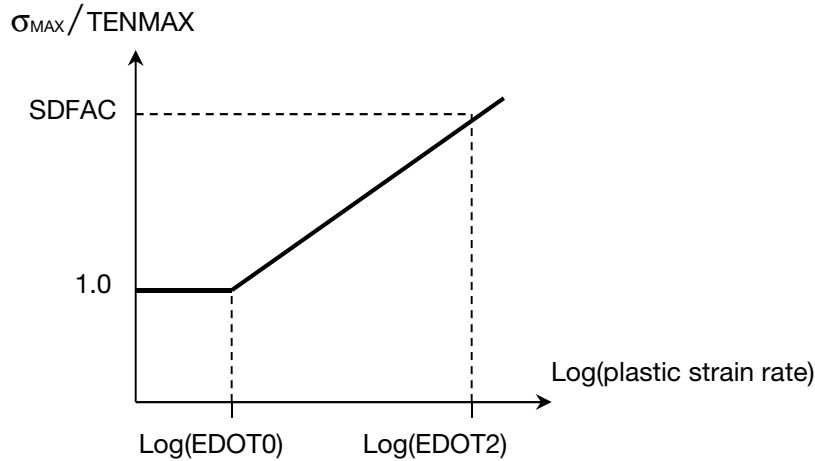 σMAX / TENMAX
SDFAC
1.0
Log(plastic strain rate)
Log(EDOT0)
Log(EDOT2)